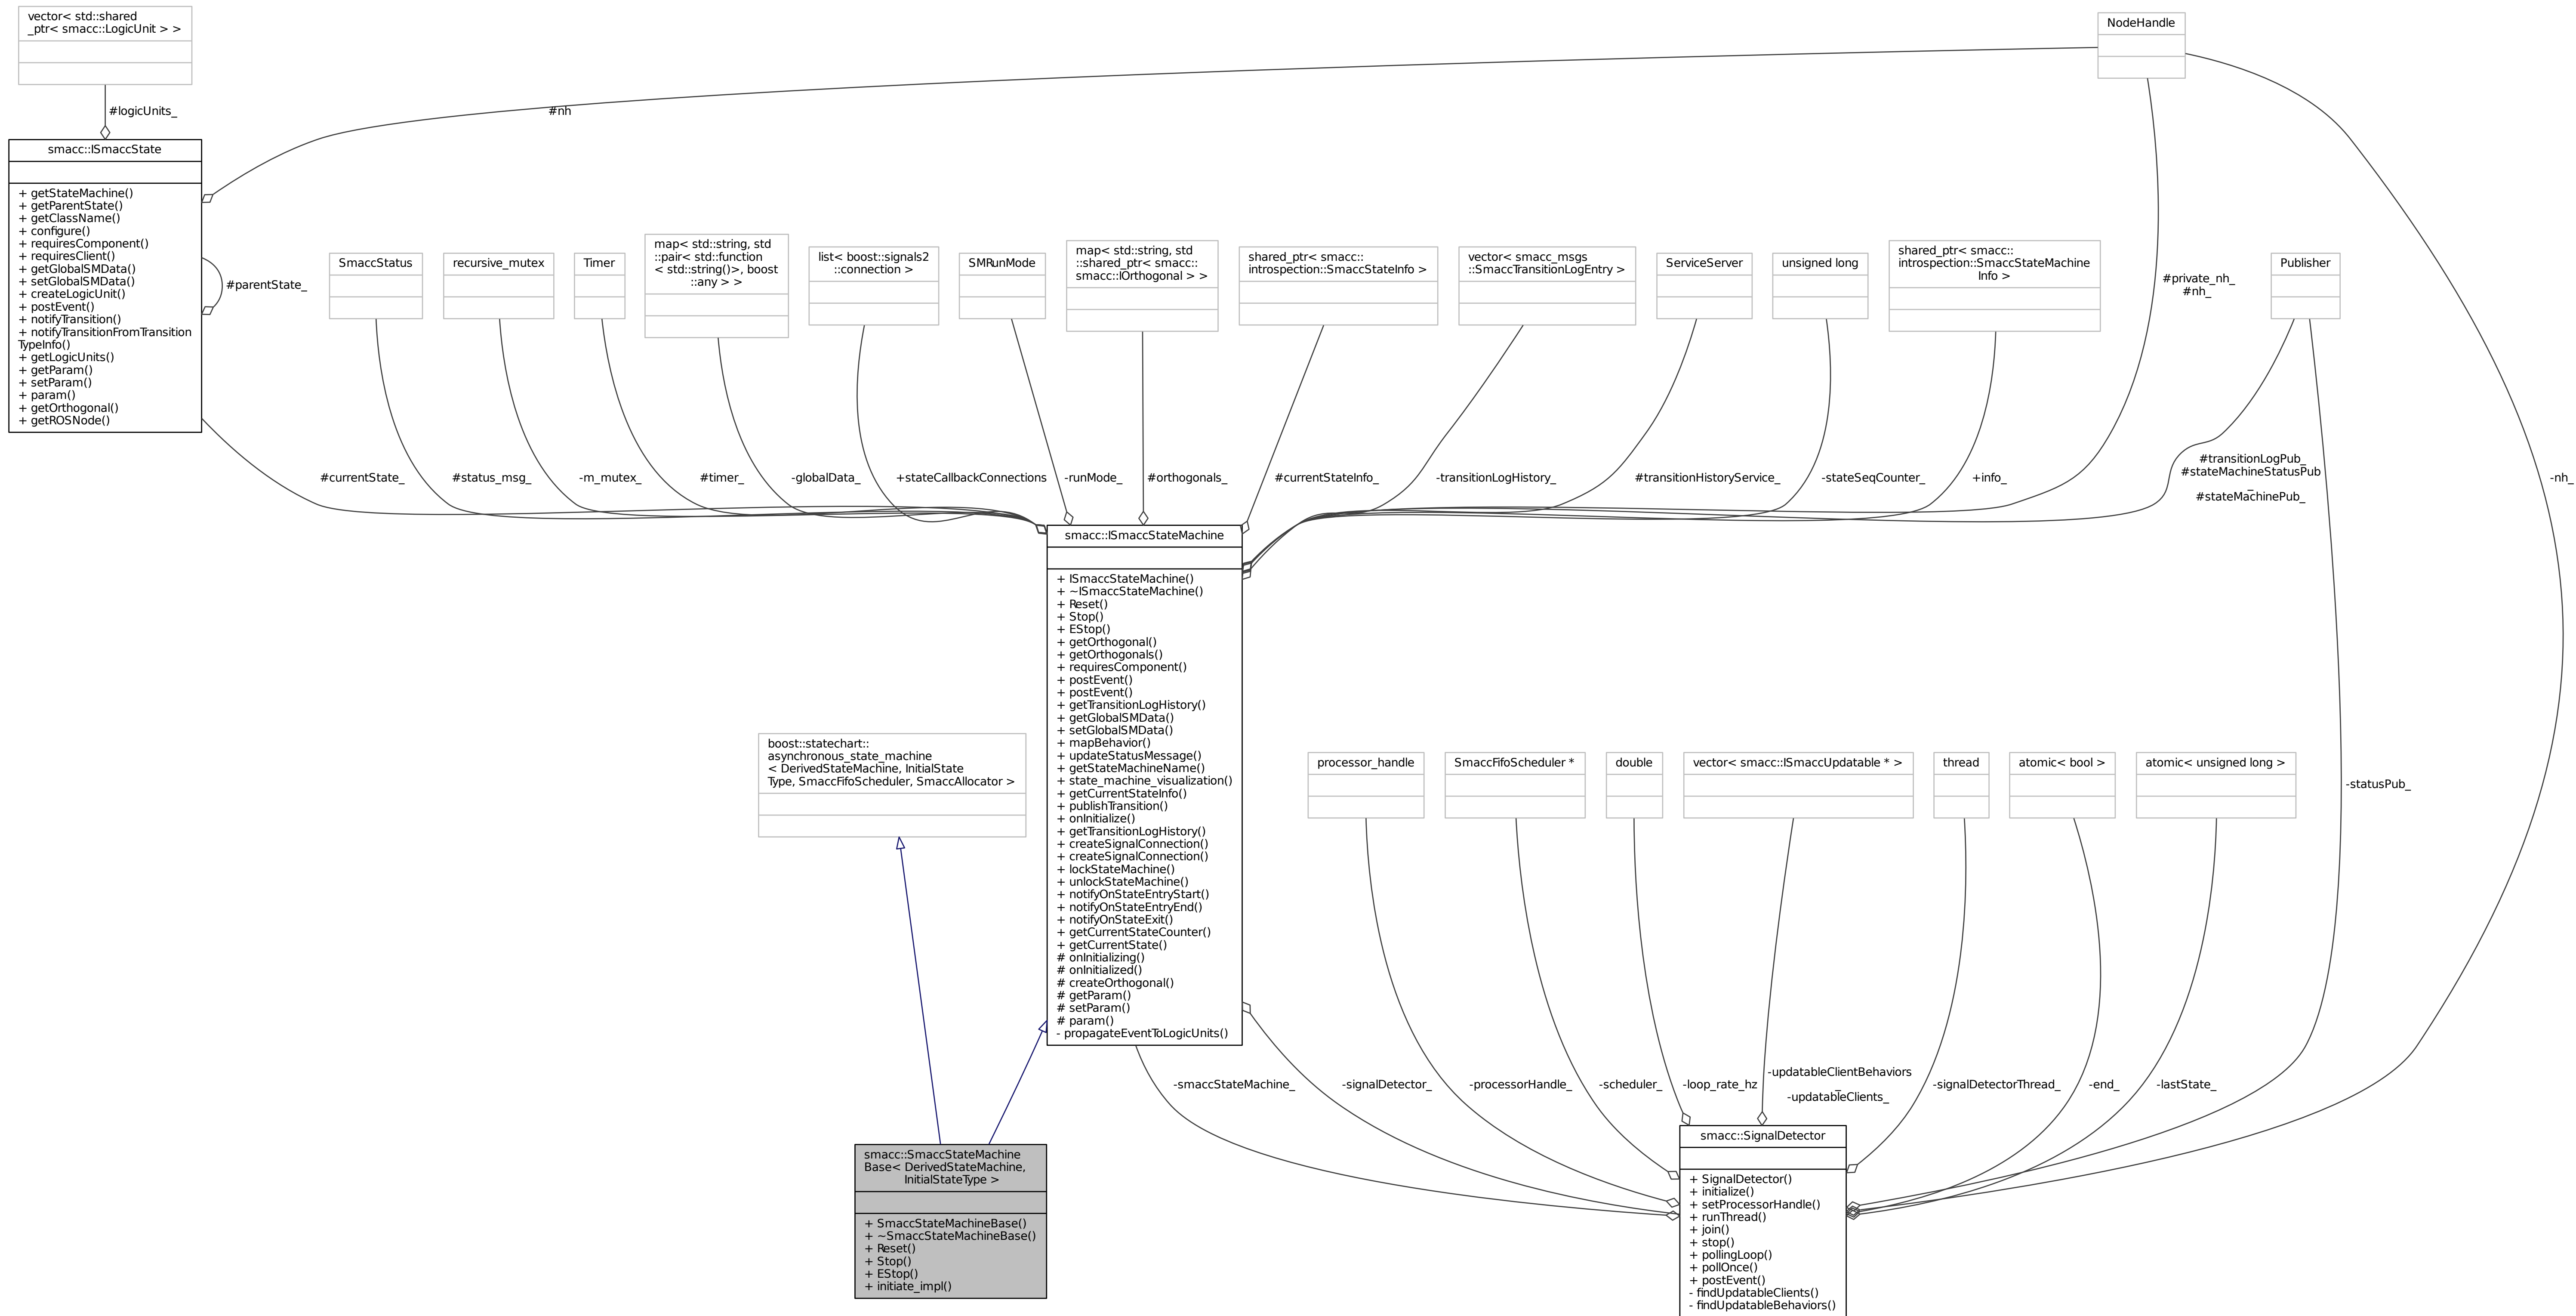 vector< std::shared
_ptr< smacc::LogicUnit > >
NodeHandle
#logicUnits_
#nh
smacc::ISmaccState
+ getStateMachine()
+ getParentState()
+ getClassName()
+ configure()
+ requiresComponent()
+ requiresClient()
+ getGlobalSMData()
+ setGlobalSMData()
+ createLogicUnit()
+ postEvent()
+ notifyTransition()
+ notifyTransitionFromTransition
TypeInfo()
+ getLogicUnits()
+ getParam()
+ setParam()
+ param()
+ getOrthogonal()
+ getROSNode()
#parentState_
SmaccStatus
recursive_mutex
Timer
map< std::string, std
::pair< std::function
< std::string()>, boost
::any > >
list< boost::signals2
::connection >
SMRunMode
map< std::string, std
::shared_ptr< smacc::
smacc::IOrthogonal > >
shared_ptr< smacc::
introspection::SmaccStateInfo >
vector< smacc_msgs
::SmaccTransitionLogEntry >
ServiceServer
unsigned long
shared_ptr< smacc::
introspection::SmaccStateMachine
Info >
#private_nh_
#nh_
Publisher
#currentState_
#status_msg_
-m_mutex_
#timer_
-globalData_
+stateCallbackConnections
-runMode_
#orthogonals_
#currentStateInfo_
-transitionLogHistory_
#transitionHistoryService_
-stateSeqCounter_
+info_
#transitionLogPub_
#stateMachineStatusPub
_
#stateMachinePub_
-nh_
smacc::ISmaccStateMachine
+ ISmaccStateMachine()
+ ~ISmaccStateMachine()
+ Reset()
+ Stop()
+ EStop()
+ getOrthogonal()
+ getOrthogonals()
+ requiresComponent()
+ postEvent()
+ postEvent()
+ getTransitionLogHistory()
+ getGlobalSMData()
+ setGlobalSMData()
+ mapBehavior()
+ updateStatusMessage()
+ getStateMachineName()
+ state_machine_visualization()
+ getCurrentStateInfo()
+ publishTransition()
+ onInitialize()
+ getTransitionLogHistory()
+ createSignalConnection()
+ createSignalConnection()
+ lockStateMachine()
+ unlockStateMachine()
+ notifyOnStateEntryStart()
+ notifyOnStateEntryEnd()
+ notifyOnStateExit()
+ getCurrentStateCounter()
+ getCurrentState()
# onInitializing()
# onInitialized()
# createOrthogonal()
# getParam()
# setParam()
# param()
- propagateEventToLogicUnits()
boost::statechart::
asynchronous_state_machine
< DerivedStateMachine, InitialState
Type, SmaccFifoScheduler, SmaccAllocator >
processor_handle
SmaccFifoScheduler *
double
vector< smacc::ISmaccUpdatable * >
thread
atomic< bool >
atomic< unsigned long >
-statusPub_
-smaccStateMachine_
-signalDetector_
-processorHandle_
-scheduler_
-loop_rate_hz
-updatableClientBehaviors
_
-updatableClients_
-signalDetectorThread_
-end_
-lastState_
smacc::SmaccStateMachine
Base< DerivedStateMachine,
InitialStateType >
+ SmaccStateMachineBase()
+ ~SmaccStateMachineBase()
+ Reset()
+ Stop()
+ EStop()
+ initiate_impl()
smacc::SignalDetector
+ SignalDetector()
+ initialize()
+ setProcessorHandle()
+ runThread()
+ join()
+ stop()
+ pollingLoop()
+ pollOnce()
+ postEvent()
- findUpdatableClients()
- findUpdatableBehaviors()